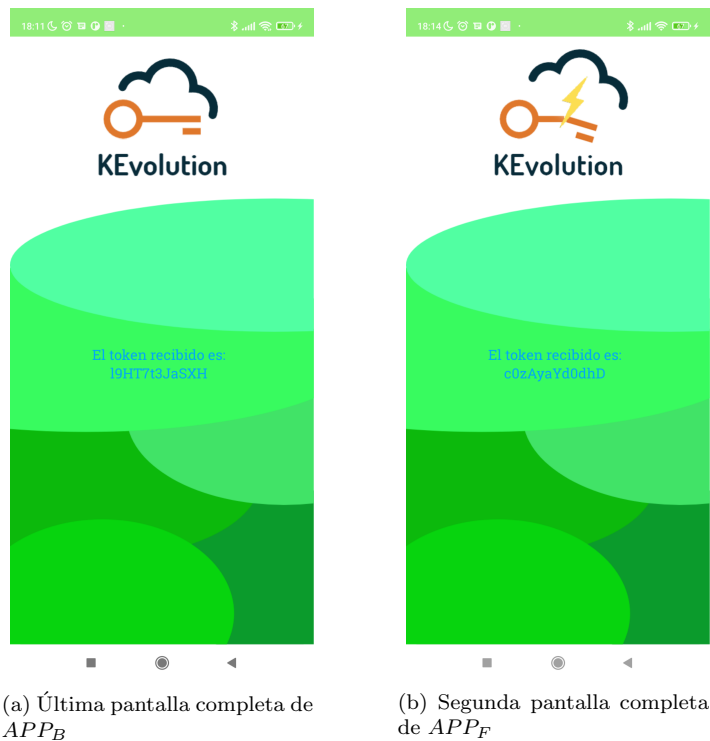 18:11
KEvolution
El token recibido es:
l9HT7t3JaSXH
(a) Última pantalla completa de
APP_B
18:14
KEvolution
El token recibido es:
c0zAyaYd0dhD
(b) Segunda pantalla completa
de APP_F